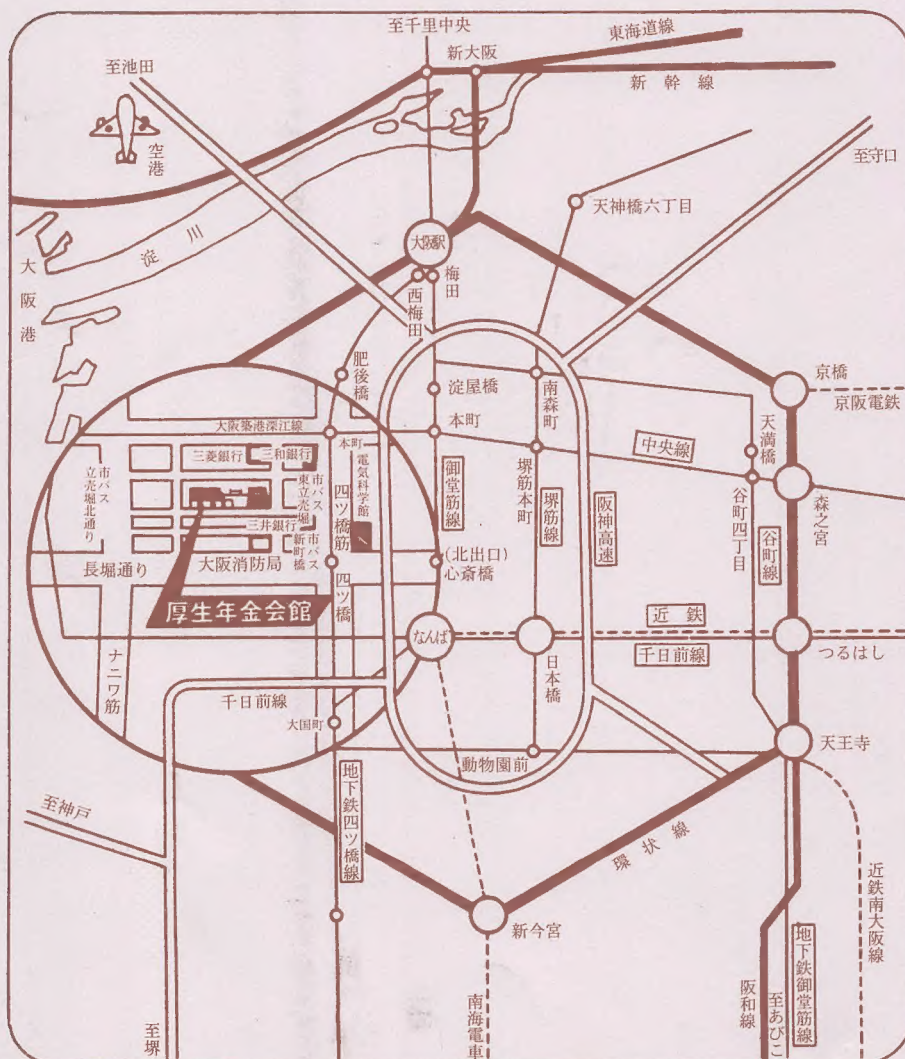 至千里中央
東海道線
新大阪
至池田
新幹線
空港
至守口
天神橋六丁目
淀川
大阪港
大阪駅
梅田
西梅田
肥後橋
淀屋橋
南森町
京橋
京阪電鉄
大阪築港深江線
本町
本町
中央線
天満橋
三菱銀行
三和銀行
電気科学館
市バス
立売堀北通り
市バス
東立売堀
四ツ橋筋
御堂筋線
堺筋本町
堺筋線
阪神高速
谷町四丁目
谷町線
森之宮
三井銀行
市バス
新町橋
長堀通り
大阪消防局
四ツ橋
(北出口)
心斎橋
厚生年金会館
なんば
近鉄
日本橋
千日前線
つるはし
ナニワ筋
千日前線
大国町
天王寺
動物園前
至神戸
地下鉄四ツ橋線
環状線
新今宮
近鉄南大阪線
地下鉄御堂筋線
阪和線
至あびこ
南海電車
至堺